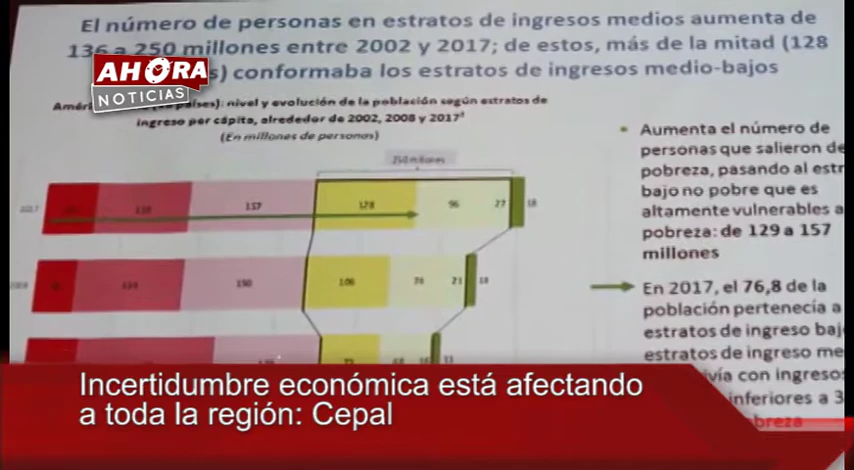 El número de personas en estratos de ingresos medios aumenta de
136 a 250 millones entre 2002 y 2017; de estos, más de la mitad (128
s) conformaba los estratos de ingresos medio-bajos
AHORA
NOTICIAS
países): nivel y evolución de la población según estratos de
ingreso per cápita, alrededor de 2002, 2008 y 2017
(En millones de personas)
250 millones
2017 157 128 96 27 18
150 106 76 21
Aumenta el número de
personas que salieron de
pobreza, pasando al estr
bajo no pobre que es
altamente vulnerables a
pobreza: de 129 a 157
millones
En 2017, el 76,8 de la
población pertenecía a
estratos de ingreso baj
estratos de ingreso me
vía con ingresos
inferiores a 3
breza
Incertidumbre económica está afectando
a toda la región: Cepal